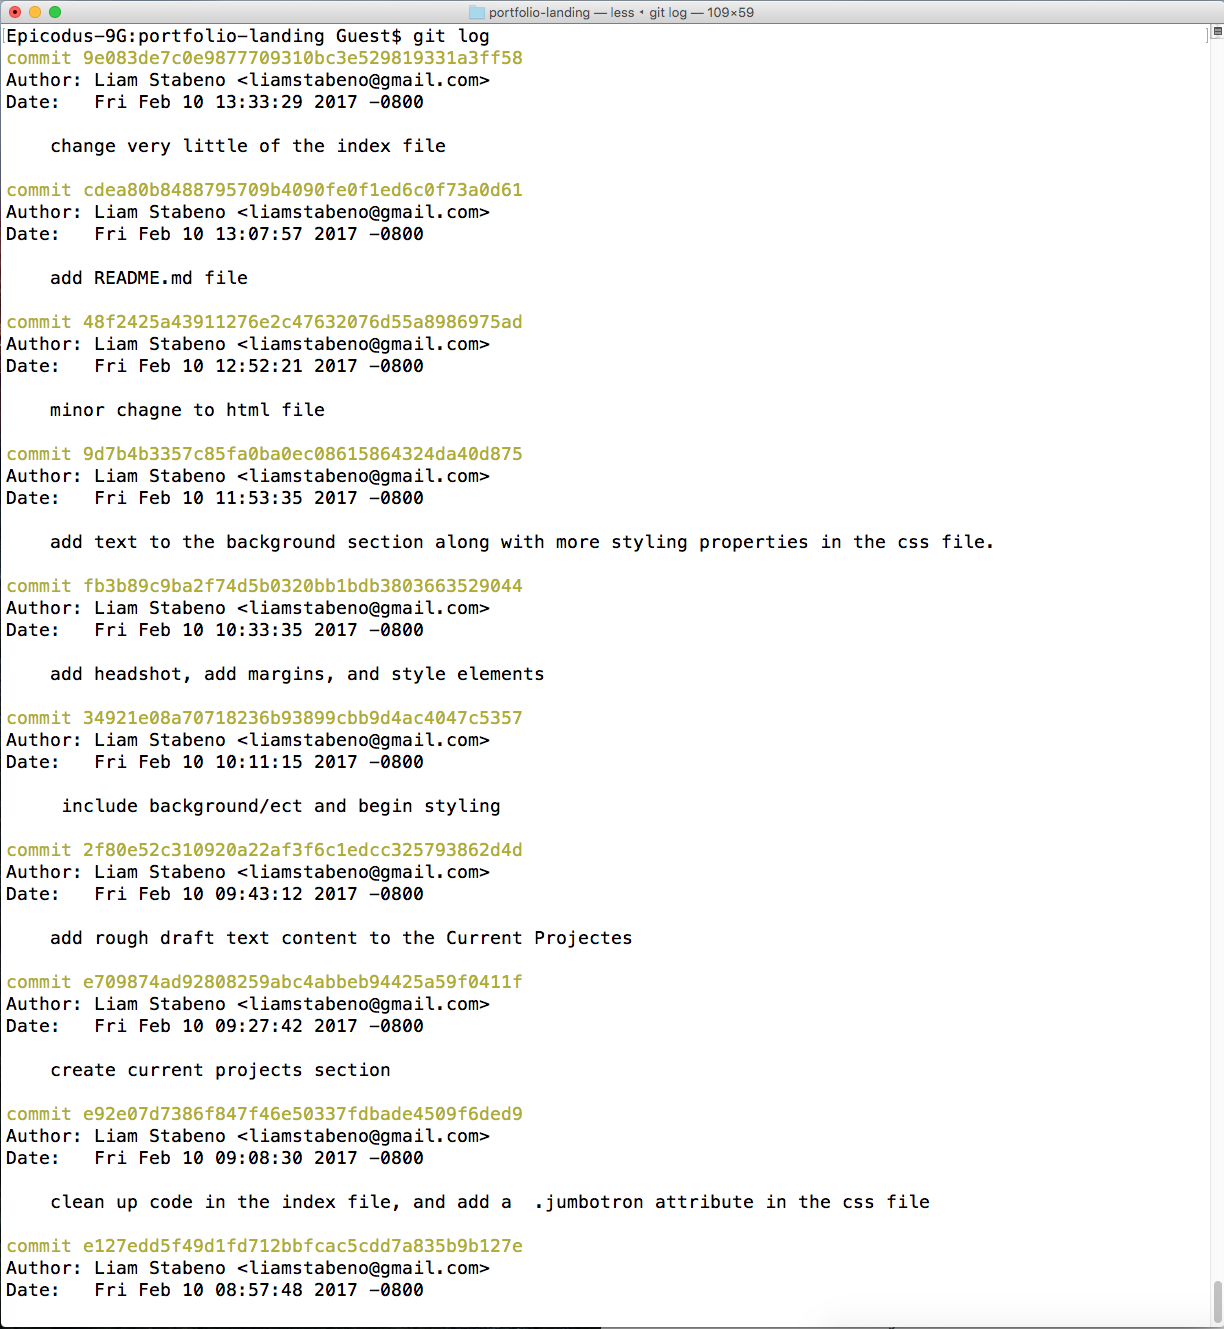 portfolio-landing — less • git log — 109×59
[Epicodus-9G:portfolio-landing Guest$ git log ]
commit 9e083de7c0e9877709310bc3e529819331a3ff58
Author: Liam Stabeno <liamstabeno@gmail.com>
Date:   Fri Feb 10 13:33:29 2017 -0800
change very little of the index file
commit cdea80b8488795709b4090fe0f1ed6c0f73a0d61
Author: Liam Stabeno <liamstabeno@gmail.com>
Date:   Fri Feb 10 13:07:57 2017 -0800
add README.md file
commit 48f2425a43911276e2c47632076d55a8986975ad
Author: Liam Stabeno <liamstabeno@gmail.com>
Date:   Fri Feb 10 12:52:21 2017 -0800
minor chagne to html file
commit 9d7b4b3357c85fa0ba0ec08615864324da40d875
Author: Liam Stabeno <liamstabeno@gmail.com>
Date:   Fri Feb 10 11:53:35 2017 -0800
add text to the background section along with more styling properties in the css file.
commit fb3b89c9ba2f74d5b0320bb1bdb3803663529044
Author: Liam Stabeno <liamstabeno@gmail.com>
Date:   Fri Feb 10 10:33:35 2017 -0800
add headshot, add margins, and style elements
commit 34921e08a70718236b93899cbb9d4ac4047c5357
Author: Liam Stabeno <liamstabeno@gmail.com>
Date:   Fri Feb 10 10:11:15 2017 -0800
include background/ect and begin styling
commit 2f80e52c310920a22af3f6c1edcc325793862d4d
Author: Liam Stabeno <liamstabeno@gmail.com>
Date:   Fri Feb 10 09:43:12 2017 -0800
add rough draft text content to the Current Projectes
commit e709874ad92808259abc4abbeb94425a59f0411f
Author: Liam Stabeno <liamstabeno@gmail.com>
Date:   Fri Feb 10 09:27:42 2017 -0800
create current projects section
commit e92e07d7386f847f46e50337fdbade4509f6ded9
Author: Liam Stabeno <liamstabeno@gmail.com>
Date:   Fri Feb 10 09:08:30 2017 -0800
clean up code in the index file, and add a  .jumbotron attribute in the css file
commit e127edd5f49d1fd712bbfcac5cdd7a835b9b127e
Author: Liam Stabeno <liamstabeno@gmail.com>
Date:   Fri Feb 10 08:57:48 2017 -0800